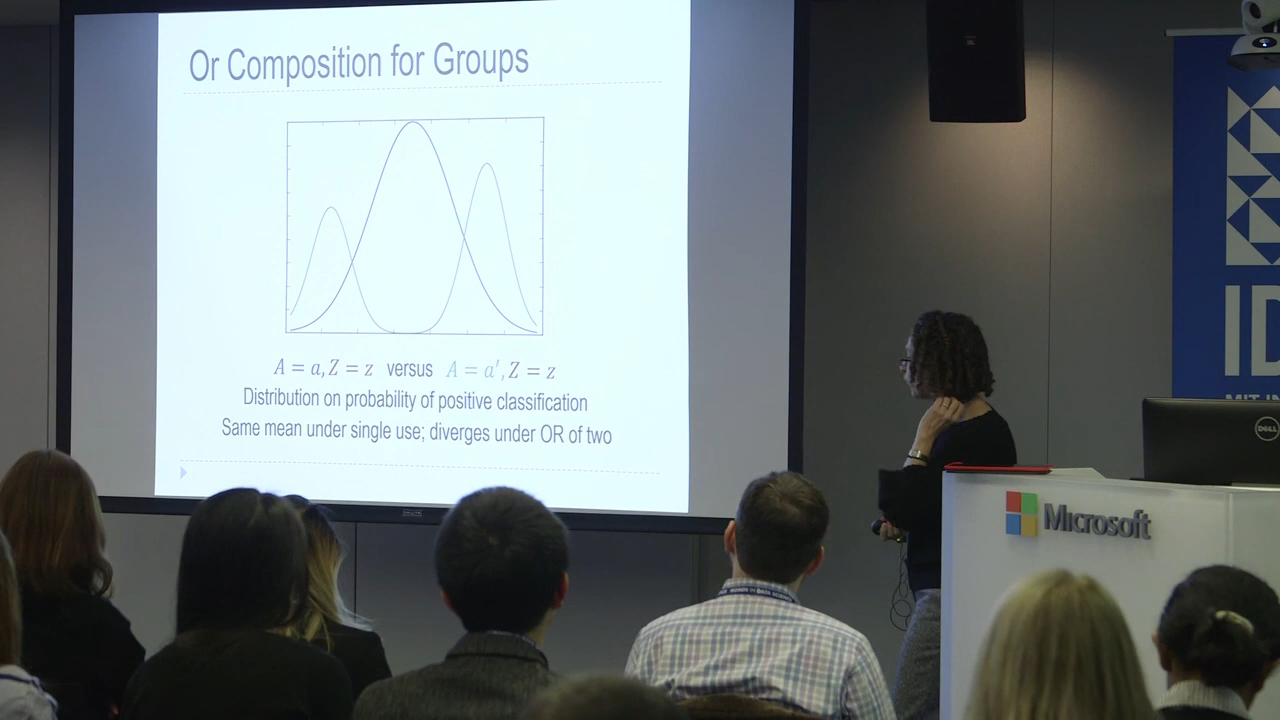 Or Composition for Groups
A = a, Z = z versus A = a′, Z = z
Distribution on probability of positive classification
Same mean under single use; diverges under OR of two
Microsoft
DELL